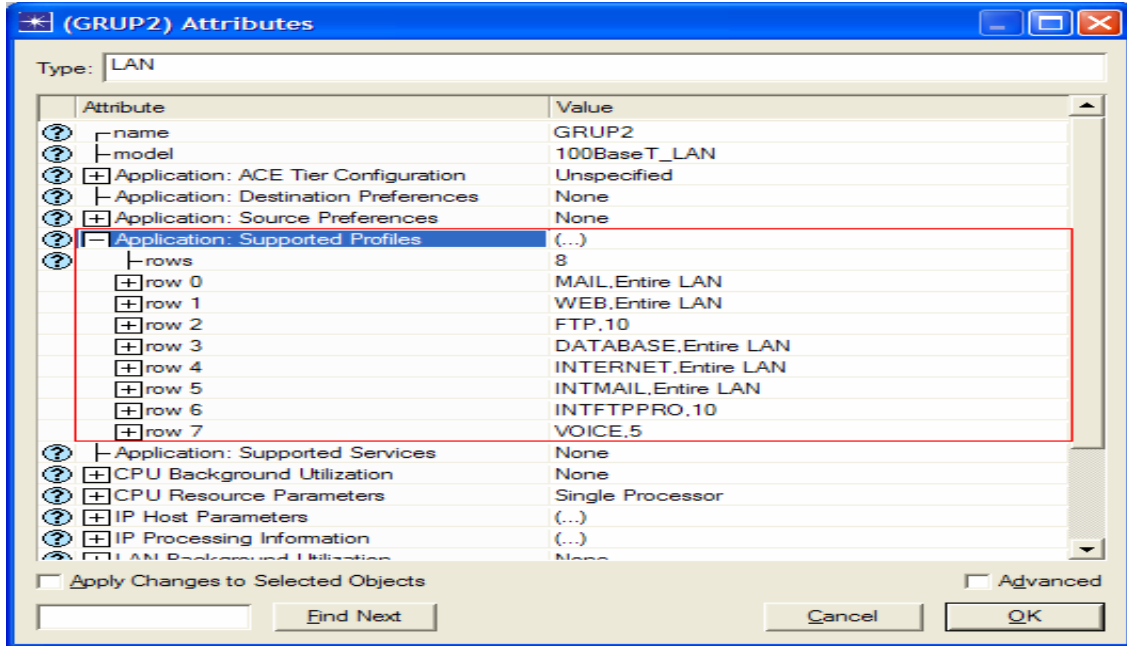 (GRUP2) Attributes
Type: LAN
Attribute Value
name GRUP2
model 100BaseT_LAN
Application: ACE Tier Configuration Unspecified
Application: Destination Preferences None
Application: Source Preferences None
Application: Supported Profiles (...)
rows 8
row 0 MAIL,Entire LAN
row 1 WEB,Entire LAN
row 2 FTP,10
row 3 DATABASE,Entire LAN
row 4 INTERNET,Entire LAN
row 5 INTMAIL,Entire LAN
row 6 INTFTPPRO,10
row 7 VOICE,5
Application: Supported Services None
CPU Background Utilization None
CPU Resource Parameters Single Processor
IP Host Parameters (...)
IP Processing Information (...)
LAN Background Utilization None
Apply Changes to Selected Objects Advanced
Find Next Cancel OK